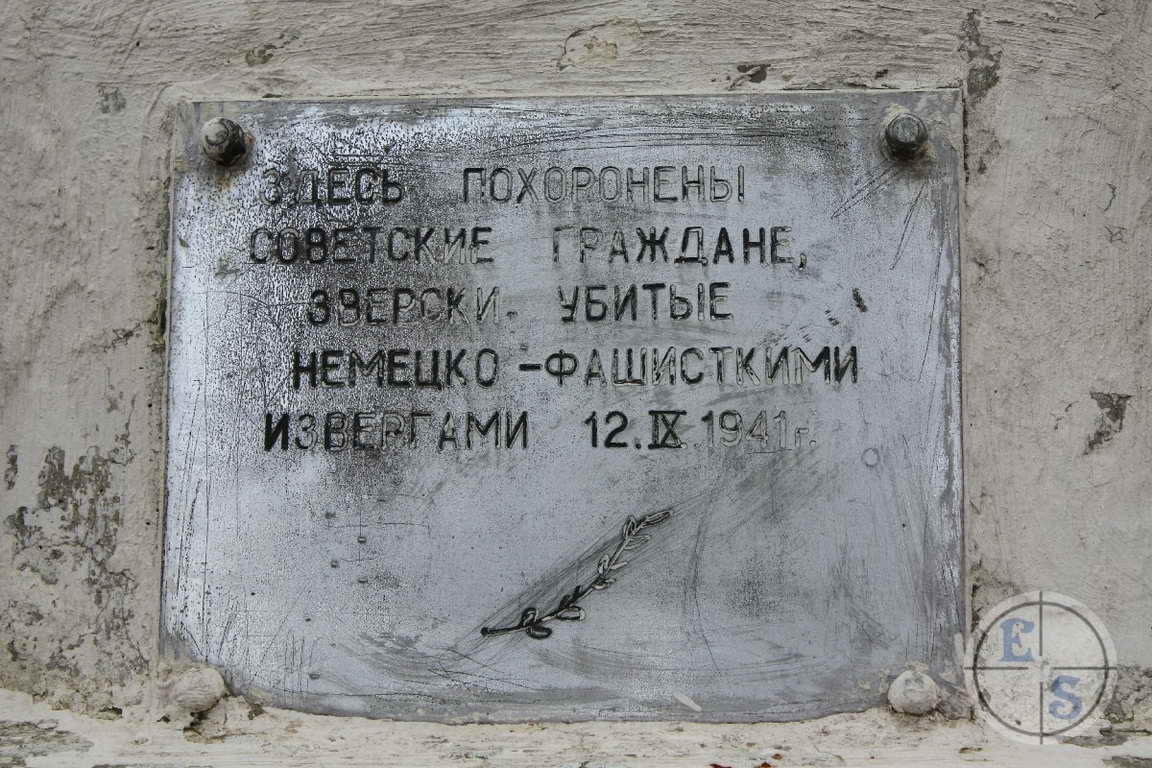 ЗДЕСЬ ПОХОРОНЕНЫ
СОВЕТСКИЕ ГРАЖДАНЕ,
ЗВЕРСКИ УБИТЫЕ
НЕМЕЦКО-ФАШИСТКИМИ
ИЗВЕРГАМИ 12.IX.1941г.
E S